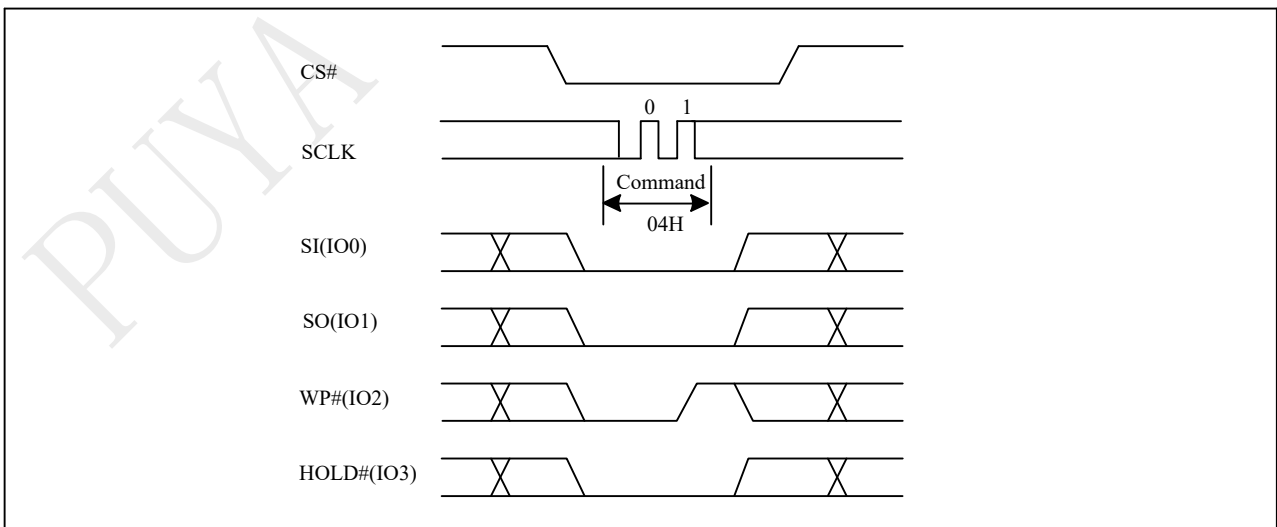 PUYA
CS#
0 1
SCLK
Command
04H
SI(IO0)
SO(IO1)
WP#(IO2)
HOLD#(IO3)